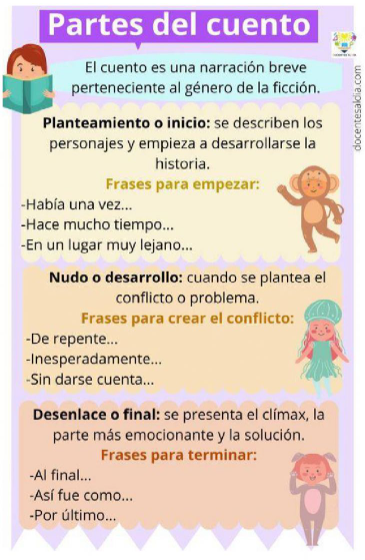 Partes del cuento
El cuento es una narración breve
perteneciente al género de la ficción.
docentesaldia.com
Planteamiento o inicio: se describen los
personajes y empieza a desarrollarse la
historia.
Frases para empezar:
-Había una vez...
-Hace mucho tiempo...
-En un lugar muy lejano...
Nudo o desarrollo: cuando se plantea el
conflicto o problema.
Frases para crear el conflicto:
-De repente...
-Inesperadamente...
-Sin darse cuenta...
Desenlace o final: se presenta el clímax, la
parte más emocionante y la solución.
Frases para terminar:
-Al final...
-Así fue como...
-Por último...